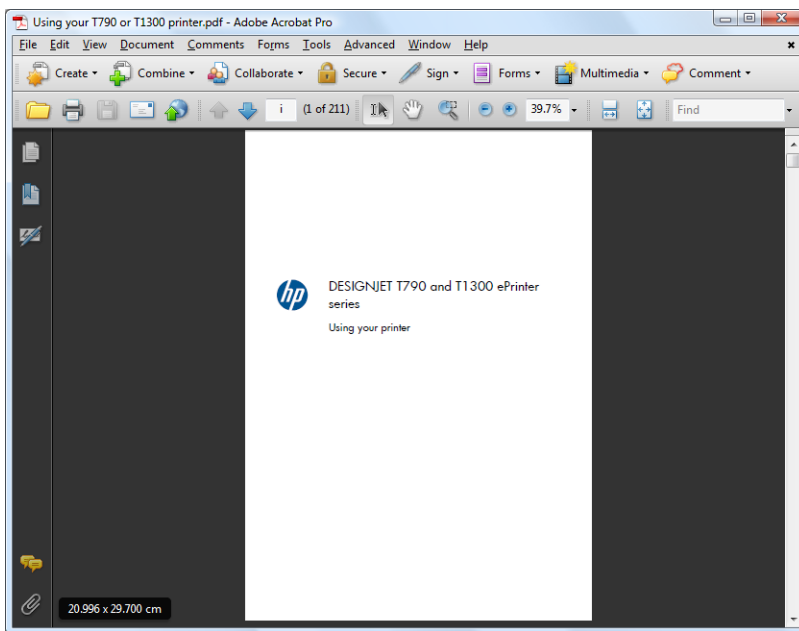 Using your T790 or T1300 printer.pdf - Adobe Acrobat Pro
File Edit View Document Comments Forms Tools Advanced Window Help
Create Combine Collaborate Secure Sign Forms Multimedia Comment
i (1 of 211) 39.7% Find
hp
DESIGNJET T790 and T1300 ePrinter
series
Using your printer
20.996 x 29.700 cm